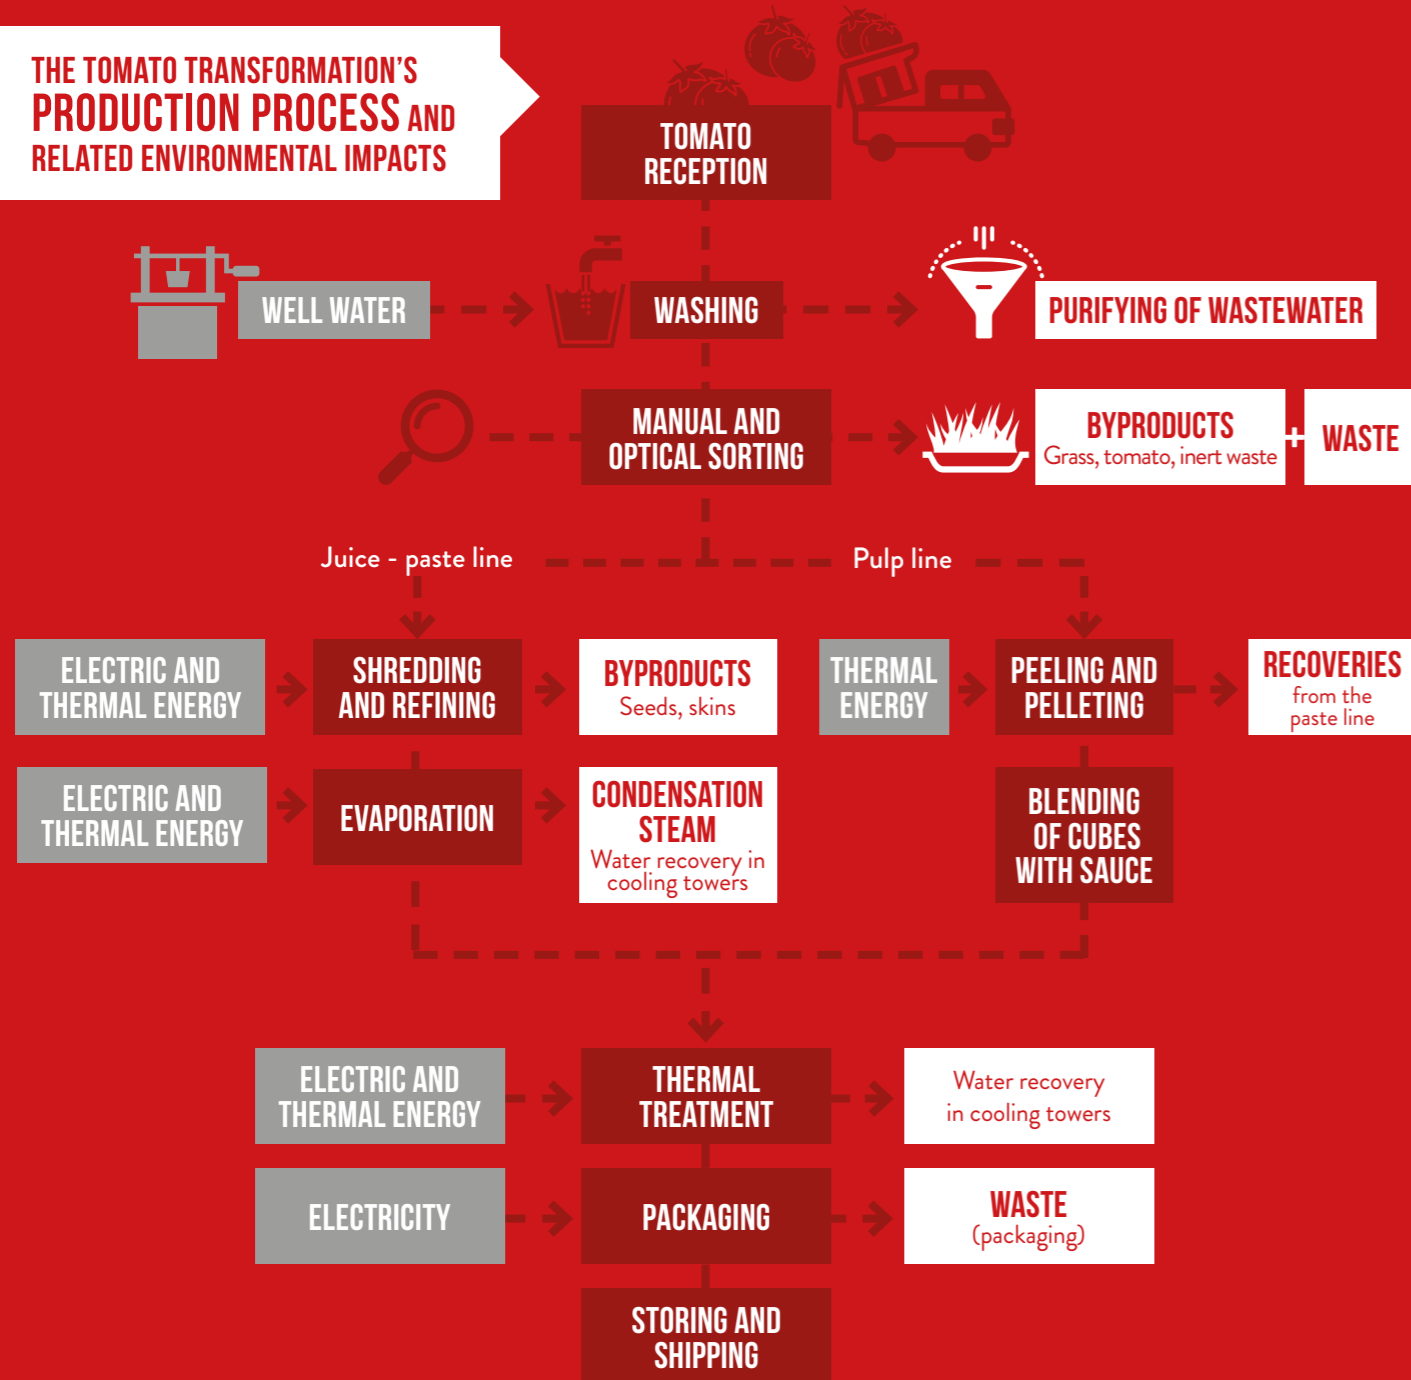 THE TOMATO TRANSFORMATION'S
PRODUCTION PROCESS AND
RELATED ENVIRONMENTAL IMPACTS
TOMATO
RECEPTION
WELL WATER
WASHING
PURIFYING OF WASTEWATER
MANUAL AND
OPTICAL SORTING
BYPRODUCTS
Grass, tomato, inert waste
+
WASTE
Juice - paste line
Pulp line
ELECTRIC AND
THERMAL ENERGY
SHREDDING
AND REFINING
BYPRODUCTS
Seeds, skins
THERMAL
ENERGY
PEELING AND
PELLETING
RECOVERIES
from the
paste line
ELECTRIC AND
THERMAL ENERGY
EVAPORATION
CONDENSATION
STEAM
Water recovery in
cooling towers
BLENDING
OF CUBES
WITH SAUCE
ELECTRIC AND
THERMAL ENERGY
THERMAL
TREATMENT
Water recovery
in cooling towers
ELECTRICITY
PACKAGING
WASTE
(packaging)
STORING AND
SHIPPING